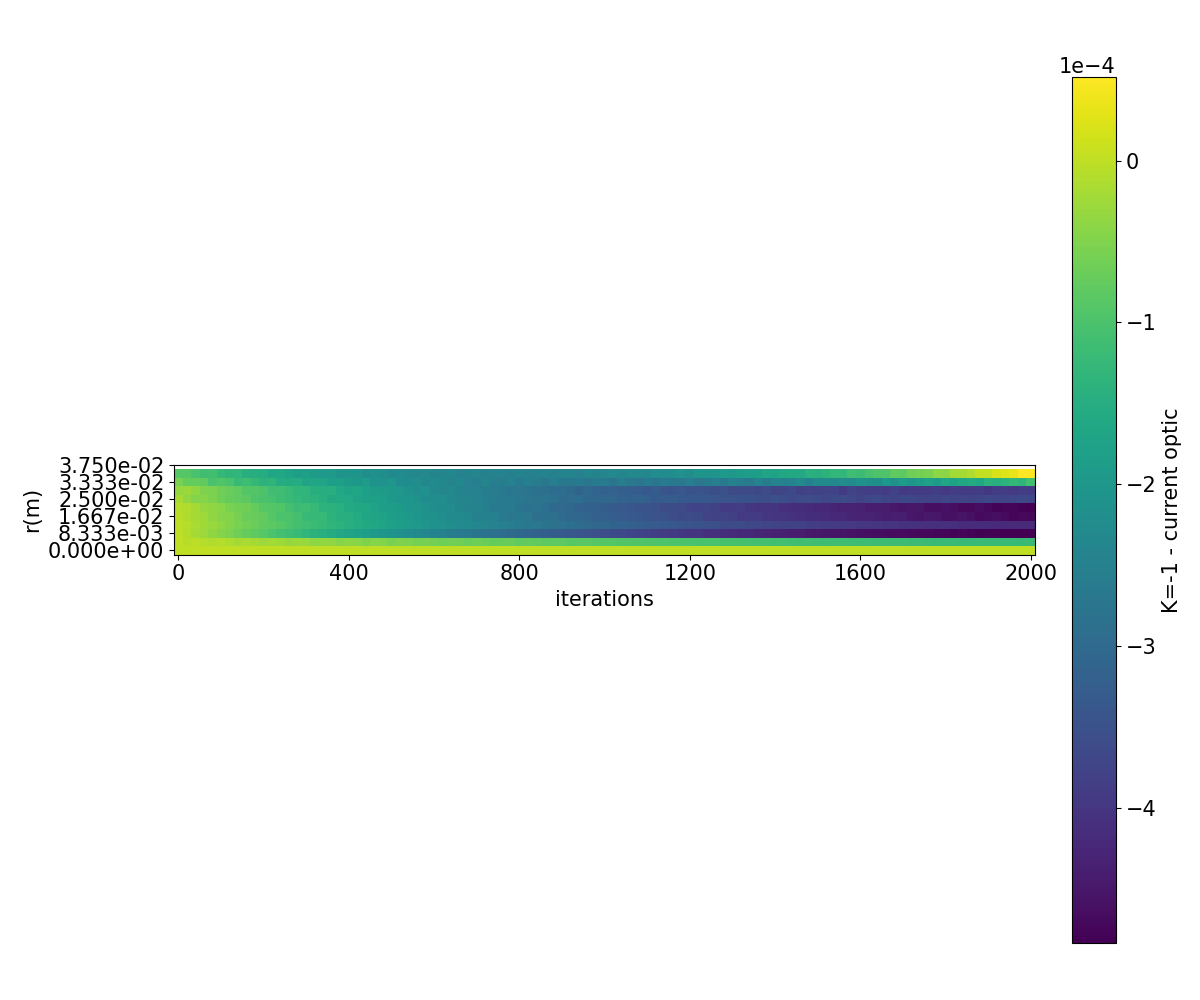 1e−4
0
−1
−2
−3
−4
K=-1 - current optic
3.750e-02
3.333e-02
2.500e-02
1.667e-02
8.333e-03
0.000e+00
r(m)
0 400 800 1200 1600 2000
iterations